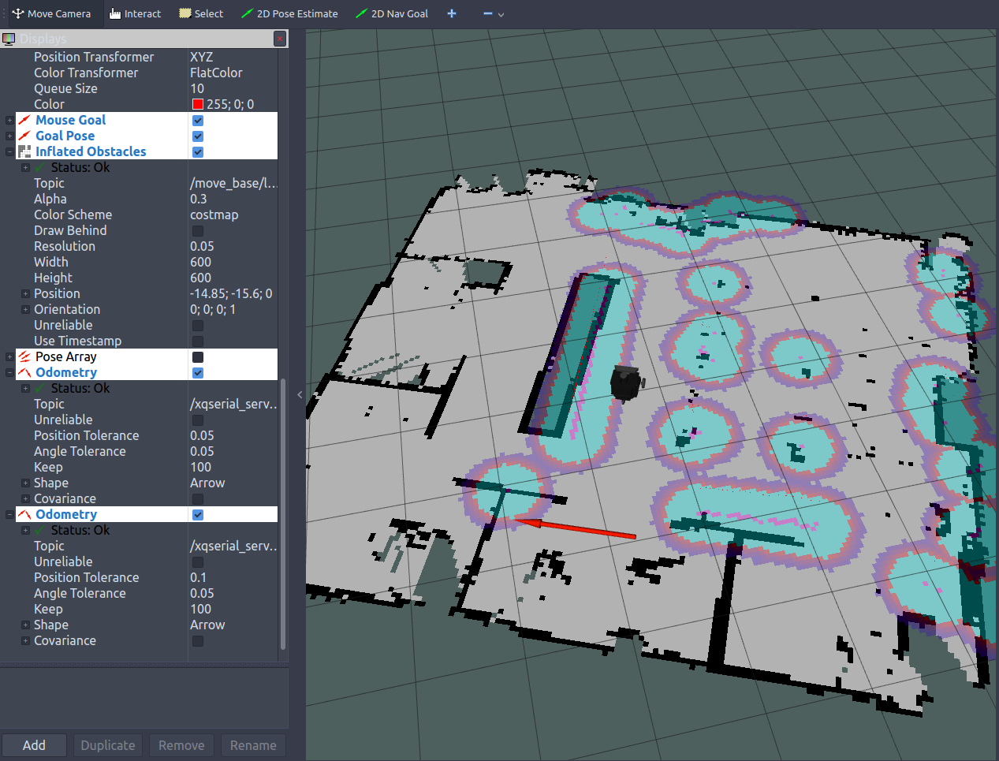 Move Camera Interact Select 2D Pose Estimate 2D Nav Goal
Displays
Position Transformer XYZ
Color Transformer FlatColor
Queue Size 10
Color 255; 0; 0
Mouse Goal
Goal Pose
Inflated Obstacles
Status: Ok
Topic /move_base/l...
Alpha 0.3
Color Scheme costmap
Draw Behind
Resolution 0.05
Width 600
Height 600
Position -14.85; -15.6; 0
Orientation 0; 0; 0; 1
Unreliable
Use Timestamp
Pose Array
Odometry
Status: Ok
Topic /xqserial_serv...
Unreliable
Position Tolerance 0.05
Angle Tolerance 0.05
Keep 100
Shape Arrow
Covariance
Odometry
Status: Ok
Topic /xqserial_serv...
Unreliable
Position Tolerance 0.1
Angle Tolerance 0.05
Keep 100
Shape Arrow
Covariance
Add Duplicate Remove Rename